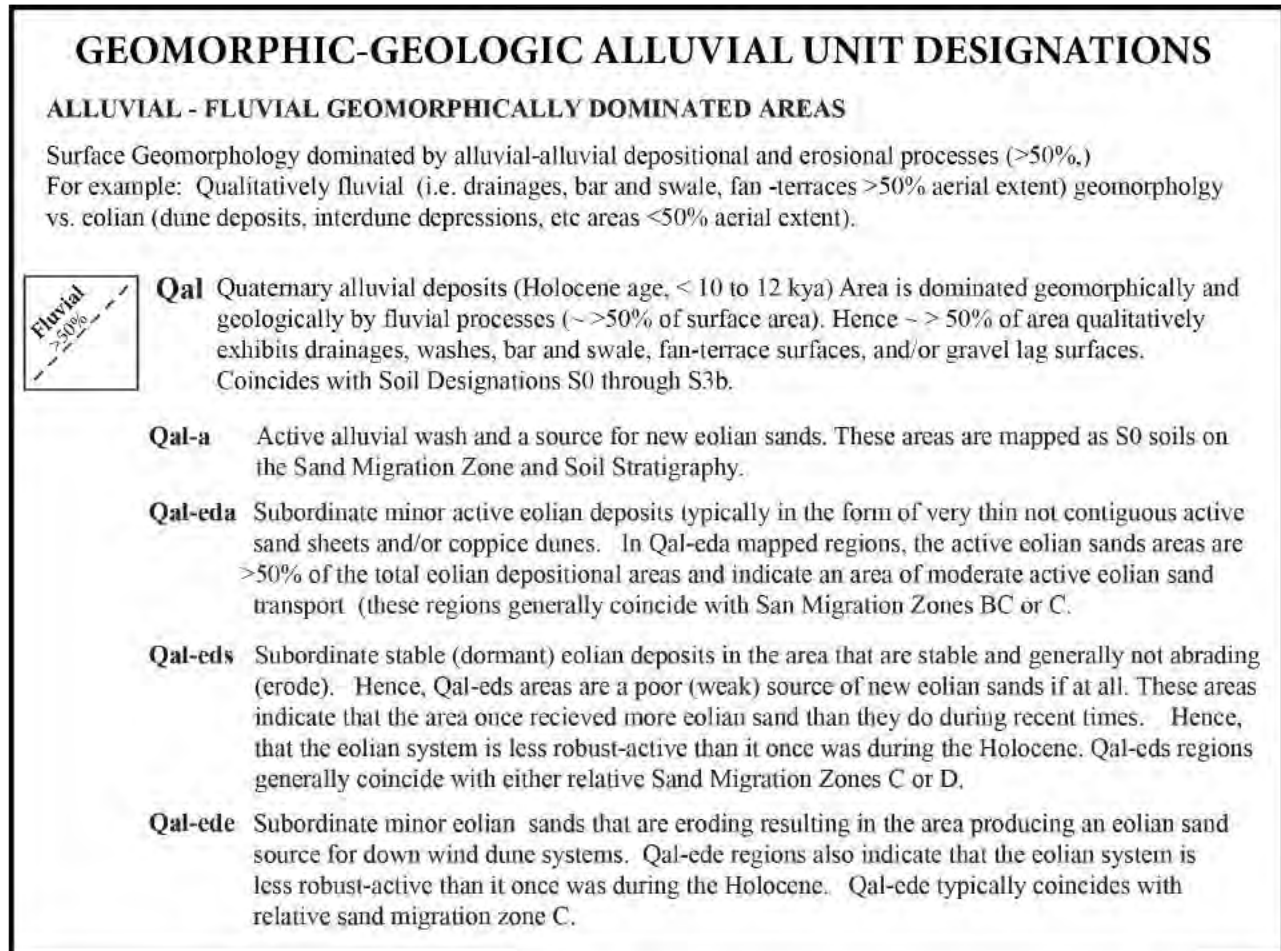 GEOMORPHIC-GEOLOGIC ALLUVIAL UNIT DESIGNATIONS
ALLUVIAL - FLUVIAL GEOMORPHICALLY DOMINATED AREAS
Surface Geomorphology dominated by alluvial-alluvial depositional and erosional processes (>50%,)
For example: Qualitatively fluvial (i.e. drainages, bar and swale, fan -terraces >50% aerial extent) geomorpholgy
vs. eolian (dune deposits, interdune depressions, etc areas <50% aerial extent).
Fluvial
>50%
Qal Quaternary alluvial deposits (Holocene age, < 10 to 12 kya) Area is dominated geomorphically and
geologically by fluvial processes (~ >50% of surface area). Hence ~ > 50% of area qualitatively
exhibits drainages, washes, bar and swale, fan-terrace surfaces, and/or gravel lag surfaces.
Coincides with Soil Designations S0 through S3b.
Qal-a Active alluvial wash and a source for new eolian sands. These areas are mapped as S0 soils on
the Sand Migration Zone and Soil Stratigraphy.
Qal-eda Subordinate minor active eolian deposits typically in the form of very thin not contiguous active
sand sheets and/or coppice dunes. In Qal-eda mapped regions, the active eolian sands areas are
>50% of the total eolian depositional areas and indicate an area of moderate active eolian sand
transport (these regions generally coincide with San Migration Zones BC or C.
Qal-eds Subordinate stable (dormant) eolian deposits in the area that are stable and generally not abrading
(erode). Hence, Qal-eds areas are a poor (weak) source of new eolian sands if at all. These areas
indicate that the area once recieved more eolian sand than they do during recent times. Hence,
that the eolian system is less robust-active than it once was during the Holocene. Qal-eds regions
generally coincide with either relative Sand Migration Zones C or D.
Qal-ede Subordinate minor eolian sands that are eroding resulting in the area producing an eolian sand
source for down wind dune systems. Qal-ede regions also indicate that the eolian system is
less robust-active than it once was during the Holocene. Qal-ede typically coincides with
relative sand migration zone C.